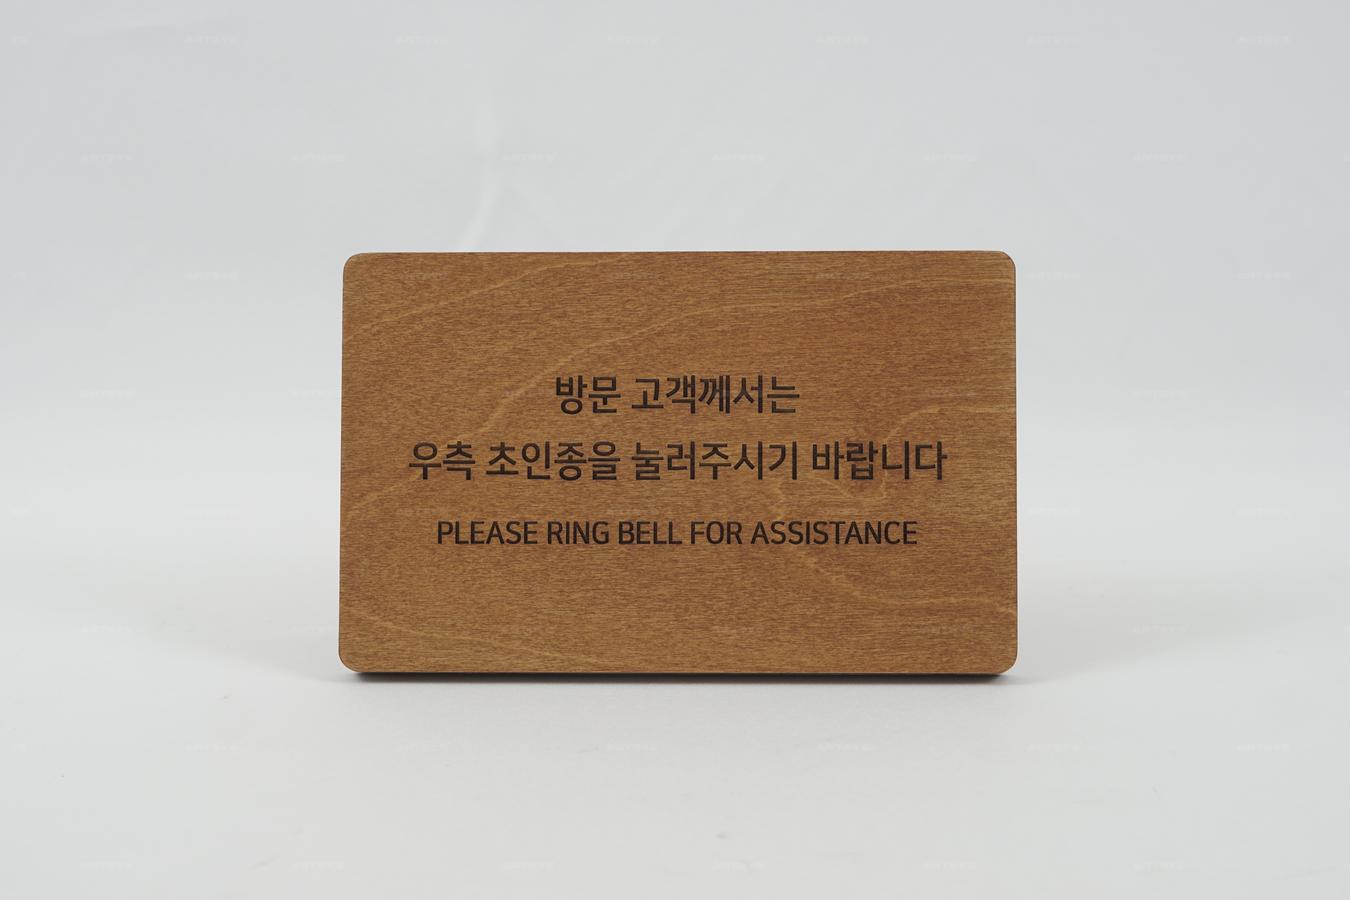 방문 고객께서는
우측 초인종을 눌러주시기 바랍니다
PLEASE RING BELL FOR ASSISTANCE